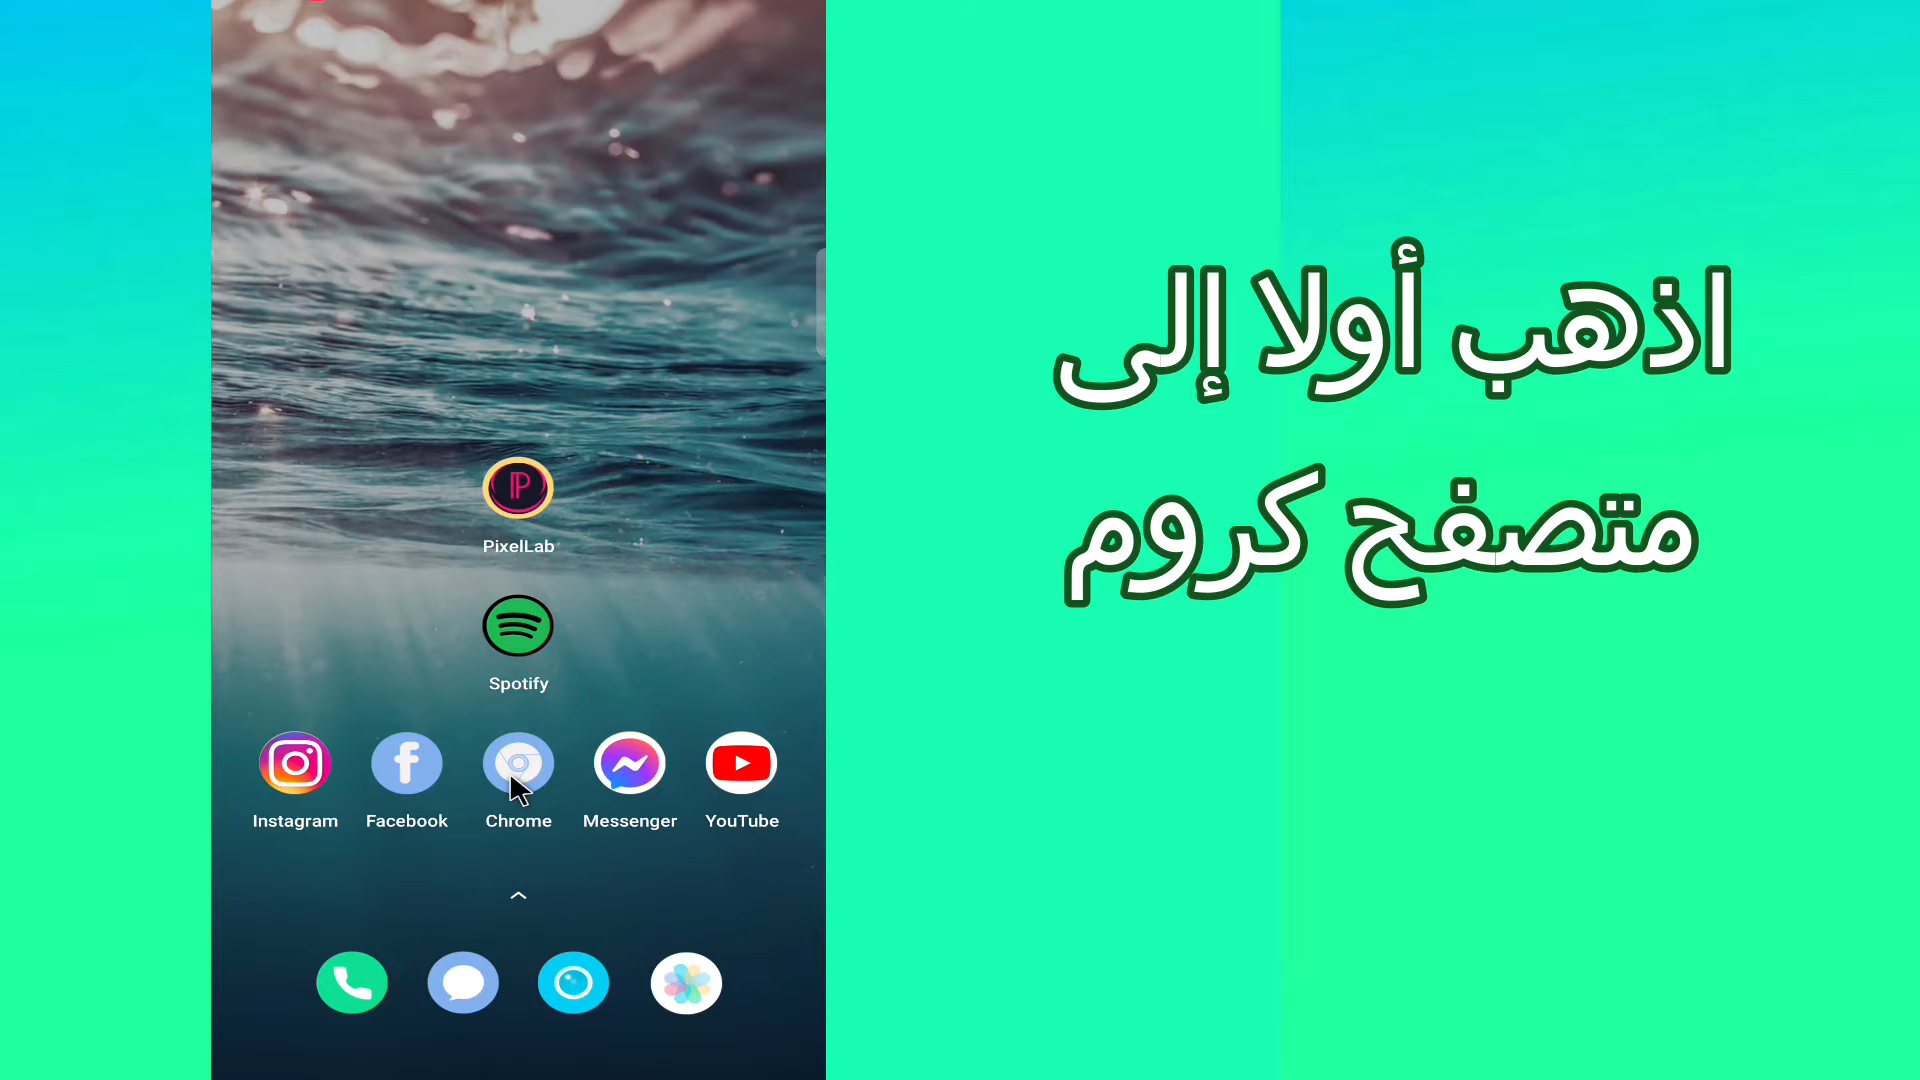 اذهب أولا إلى
متصفح كروم
PixelLab
Spotify
Instagram Facebook Chrome Messenger YouTube